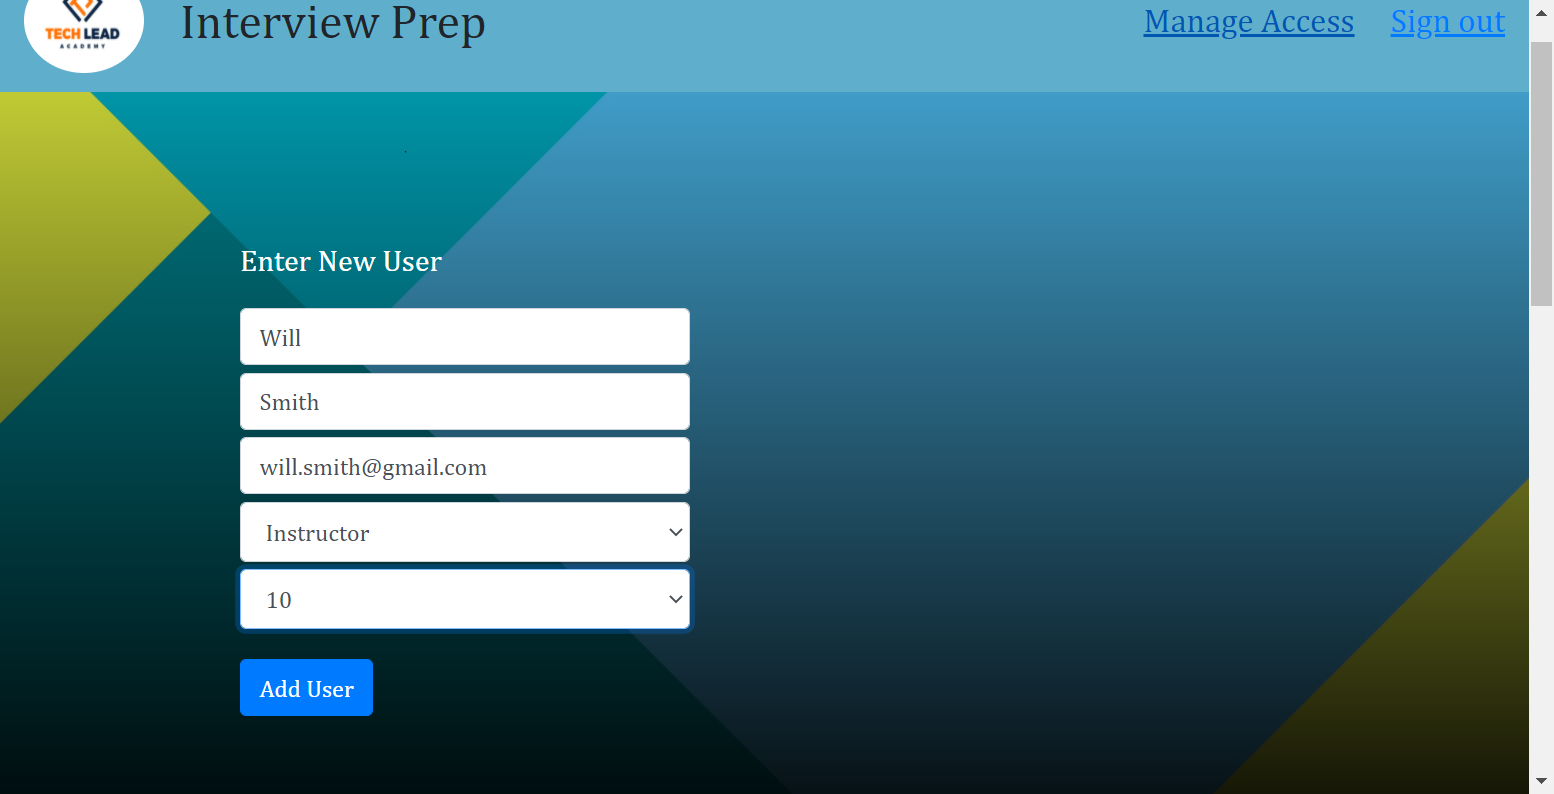 TECH LEAD
ACADEMY
Interview Prep
Manage Access
Sign out
Enter New User
Will
Smith
will.smith@gmail.com
Instructor
10
Add User